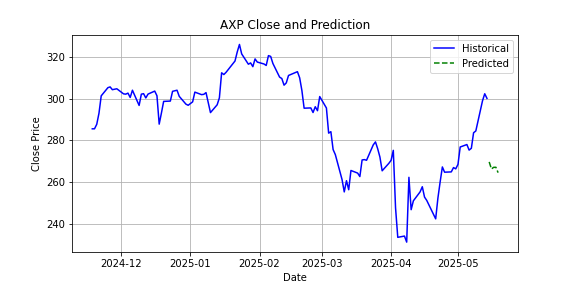 AXP Close and Prediction
Historical
Predicted
Close Price
320
300
280
260
240
2024-12 2025-01 2025-02 2025-03 2025-04 2025-05
Date